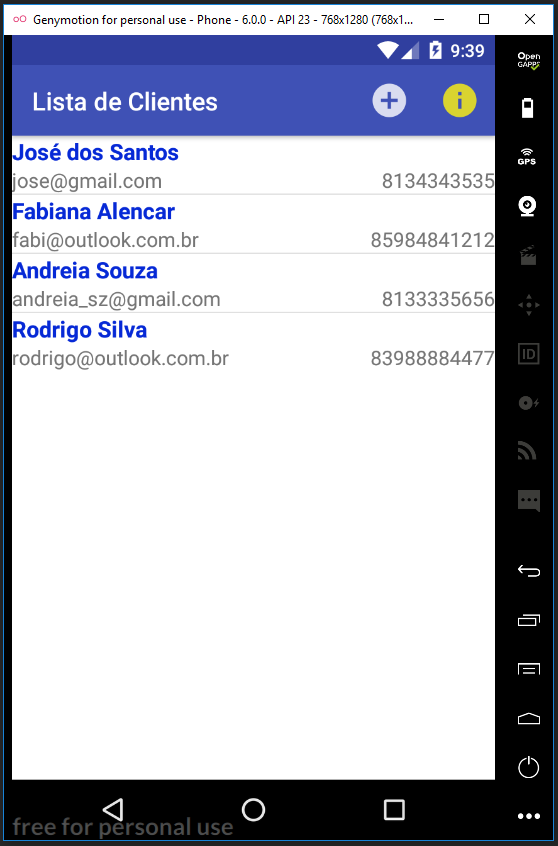 Genymotion for personal use - Phone - 6.0.0 - API 23 - 768x1280 (768x1...
Open
GAPPS
9:39
Lista de Clientes
GPS
José dos Santos
jose@gmail.com 8134343535
Fabiana Alencar
fabi@outlook.com.br 85984841212
Andreia Souza
andreia_sz@gmail.com 8133335656
Rodrigo Silva
rodrigo@outlook.com.br 83988884477
ID
free for personal use